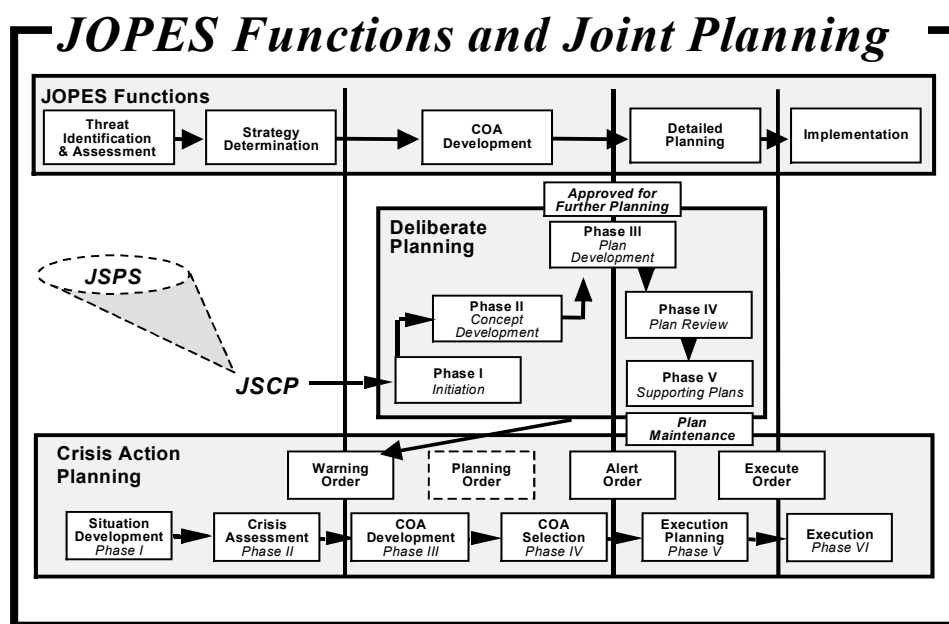 JOPES Functions and Joint Planning
JOPES Functions
Threat
Identification
& Assessment
Strategy
Determination
COA
Development
Detailed
Planning
Implementation
Approved for
Further Planning
Deliberate
Planning
Phase III
Plan
Development
JSPS
Phase II
Concept
Development
Phase IV
Plan Review
JSCP
Phase I
Initiation
Phase V
Supporting Plans
Plan
Maintenance
Crisis Action
Planning
Warning
Order
Planning
Order
Alert
Order
Execute
Order
Situation
Development
Phase I
Crisis
Assessment
Phase II
COA
Development
Phase III
COA
Selection
Phase IV
Execution
Planning
Phase V
Execution
Phase VI